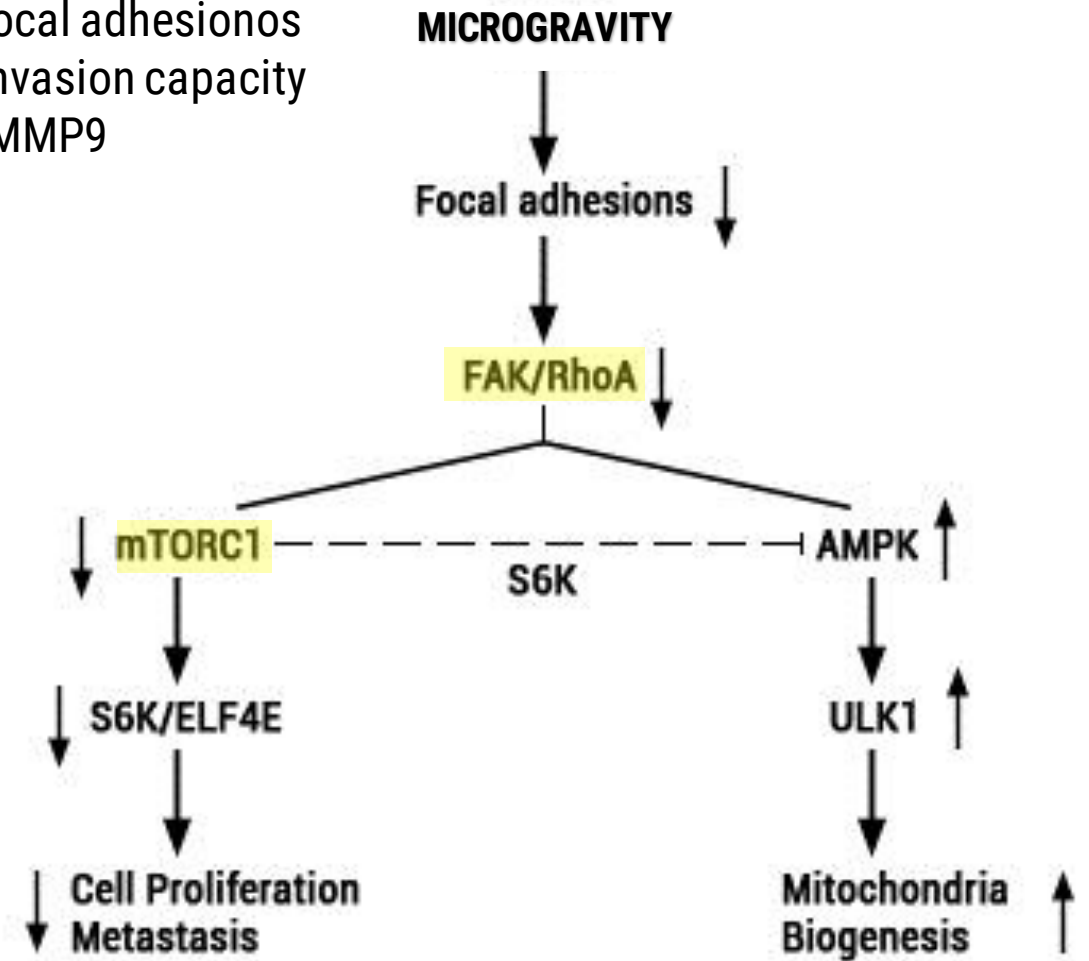 ocal adhesionos
nvasion capacity
MMP9
MICROGRAVITY
Focal adhesions
FAK/RhoA
mTORC1
AMPK
S6K
S6K/ELF4E
ULK1
Cell Proliferation
Metastasis
Mitochondria
Biogenesis